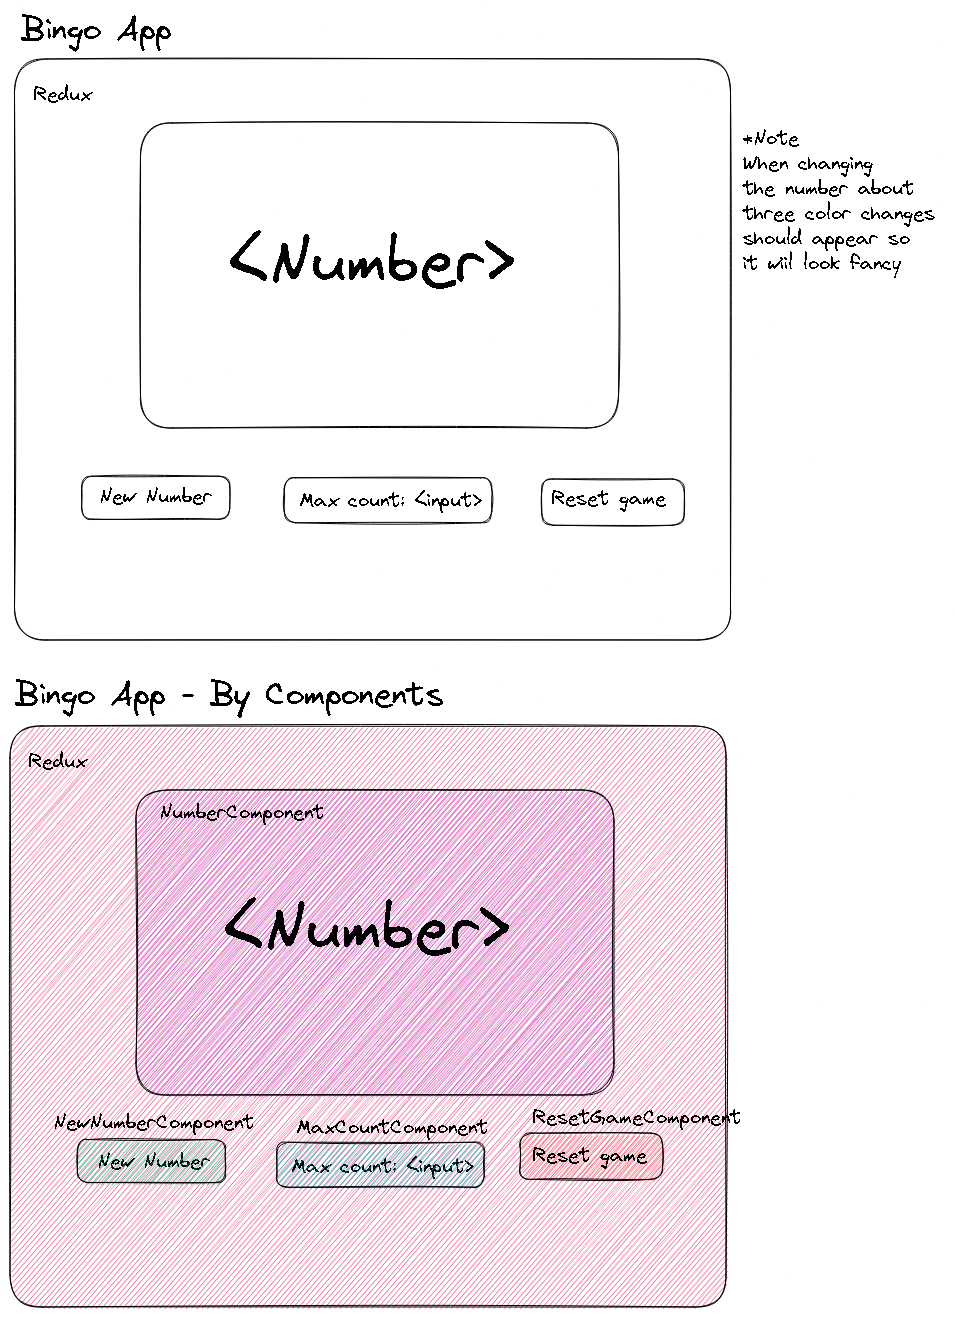 Bingo App
Redux
<Number>
*Note
When changing
the number about
three color changes
should appear so
it wil look fancy
New Number
Max count: <input>
Reset game
Bingo App - By Components
Redux
NumberComponent
<Number>
NewNumberComponent
MaxCountComponent
ResetGameComponent
New Number
Max count: <input>
Reset game